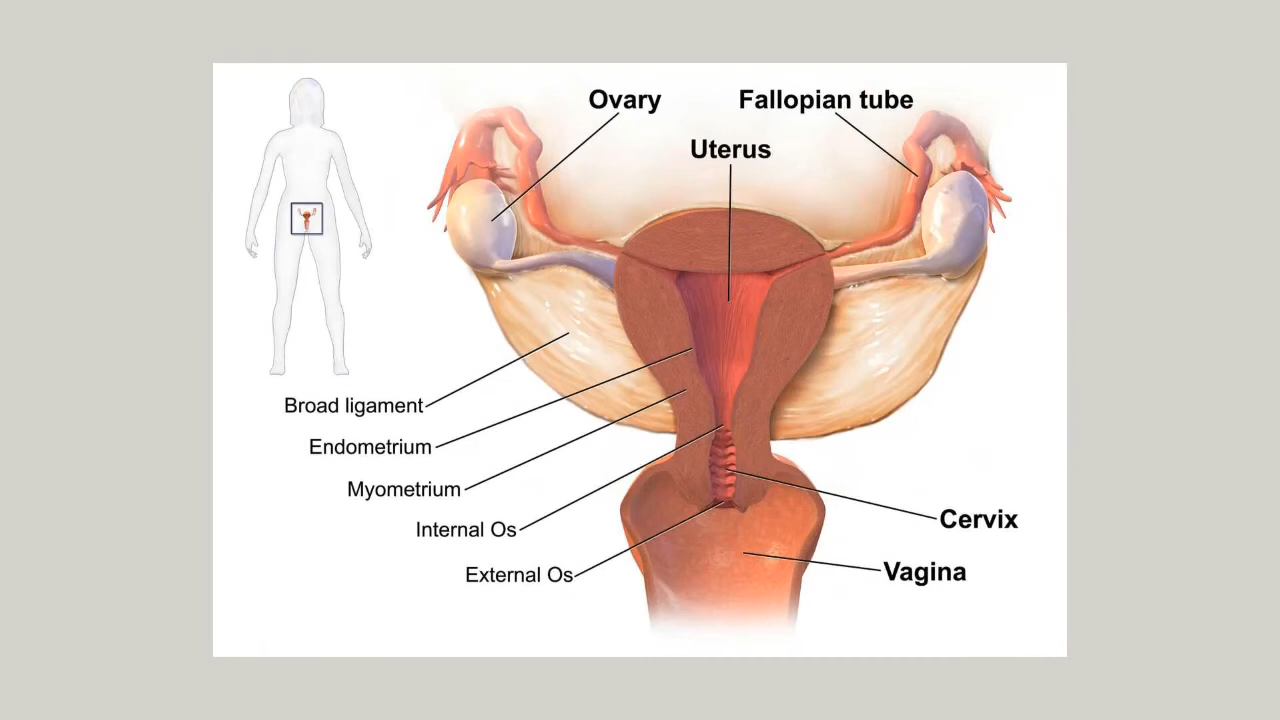 Ovary
Fallopian tube
Uterus
Broad ligament
Endometrium
Myometrium
Internal Os
External Os
Cervix
Vagina